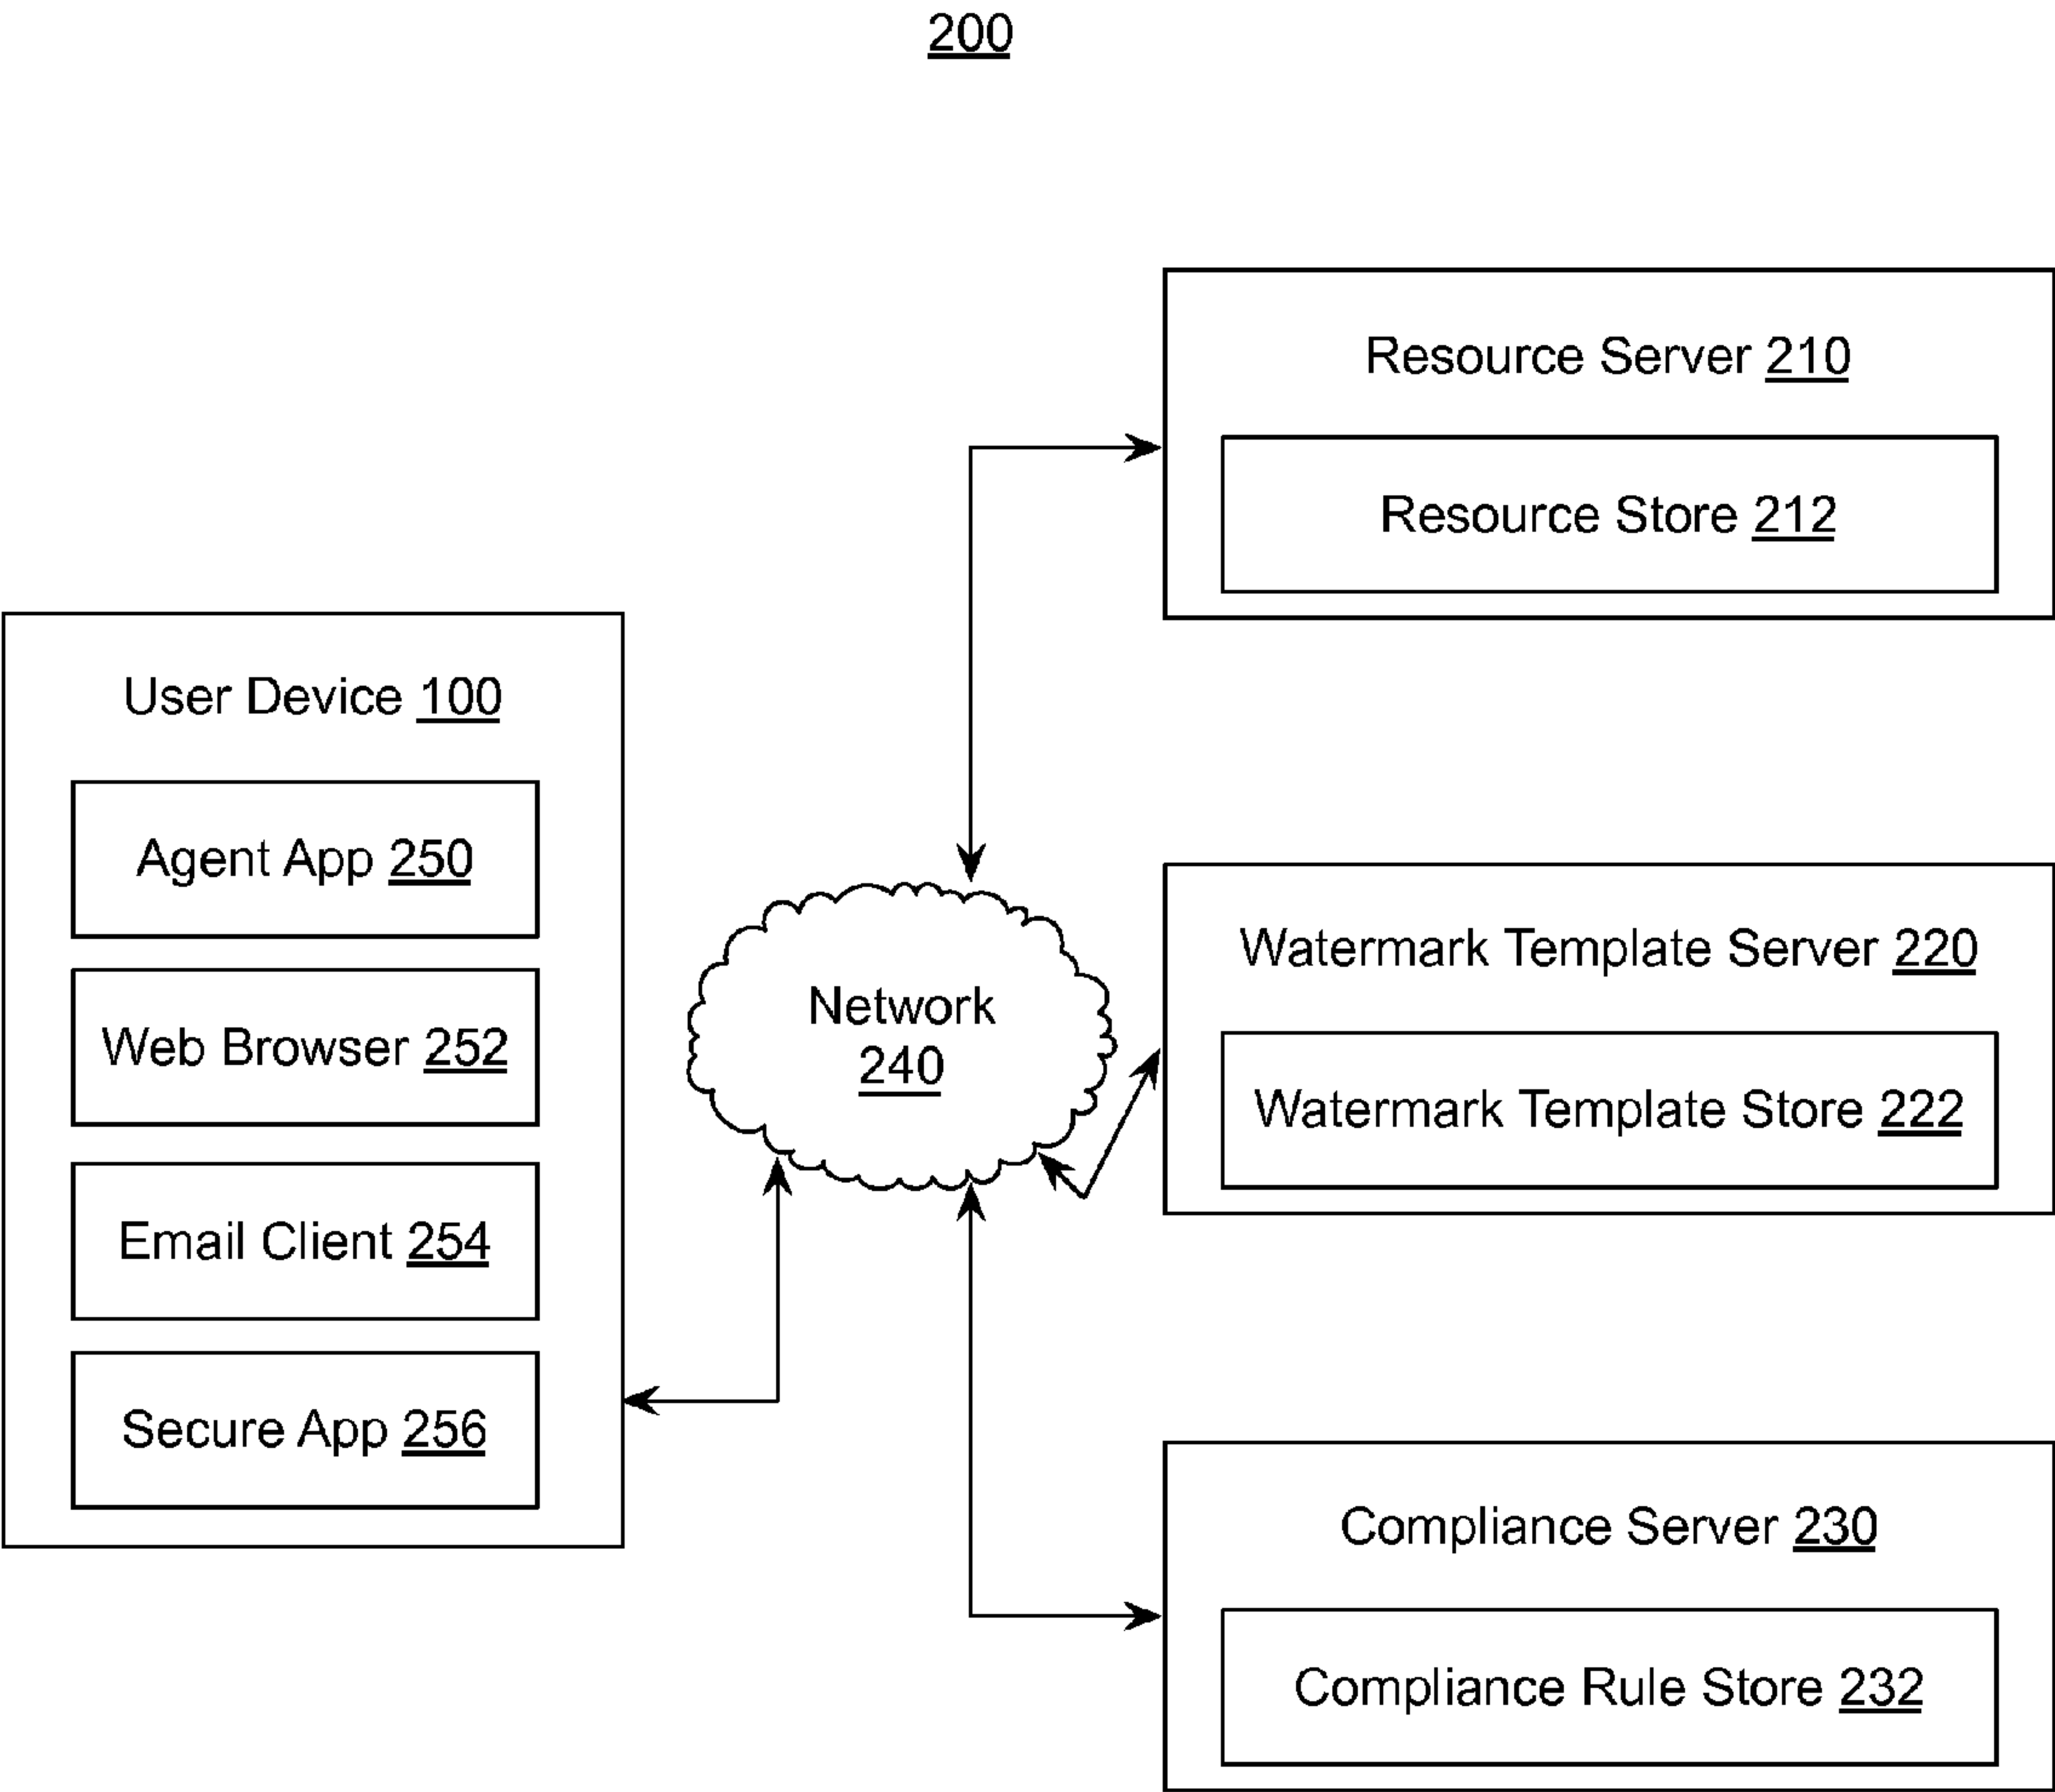 200
Resource Server 210
Resource Store 212
User Device 100
Agent App 250
Web Browser 252
Email Client 254
Secure App 256
Network
240
Watermark Template Server 220
Watermark Template Store 222
Compliance Server 230
Compliance Rule Store 232